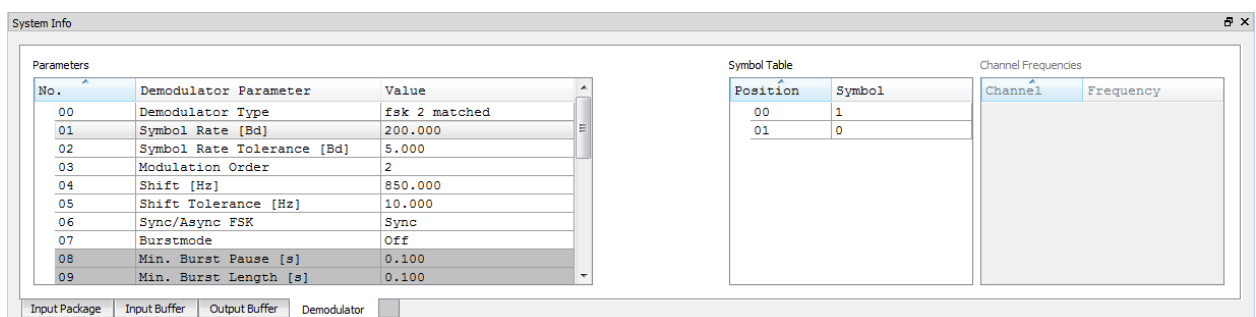 System Info
Parameters Symbol Table Channel Frequencies
No. Demodulator Parameter Value Position Symbol Channel Frequency
00 Demodulator Type fsk 2 matched 00 1
01 Symbol Rate [Bd] 200.000 01 0
02 Symbol Rate Tolerance [Bd] 5.000
03 Modulation Order 2
04 Shift [Hz] 850.000
05 Shift Tolerance [Hz] 10.000
06 Sync/Async FSK Sync
07 Burstmode Off
08 Min. Burst Pause [s] 0.100
09 Min. Burst Length [s] 0.100
Input Package Input Buffer Output Buffer Demodulator